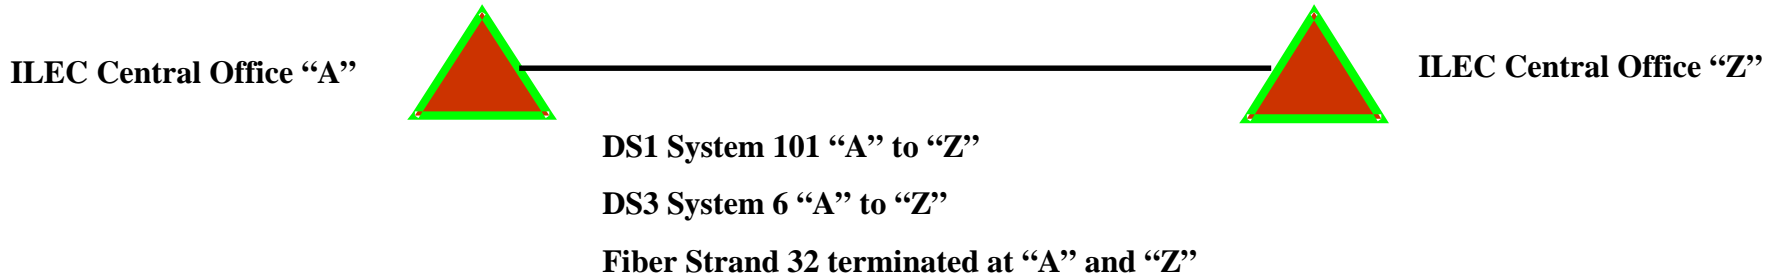 ILEC Central Office “A”
ILEC Central Office “Z”
DS1 System 101 “A” to “Z”
DS3 System 6 “A” to “Z”
Fiber Strand 32 terminated at “A” and “Z”